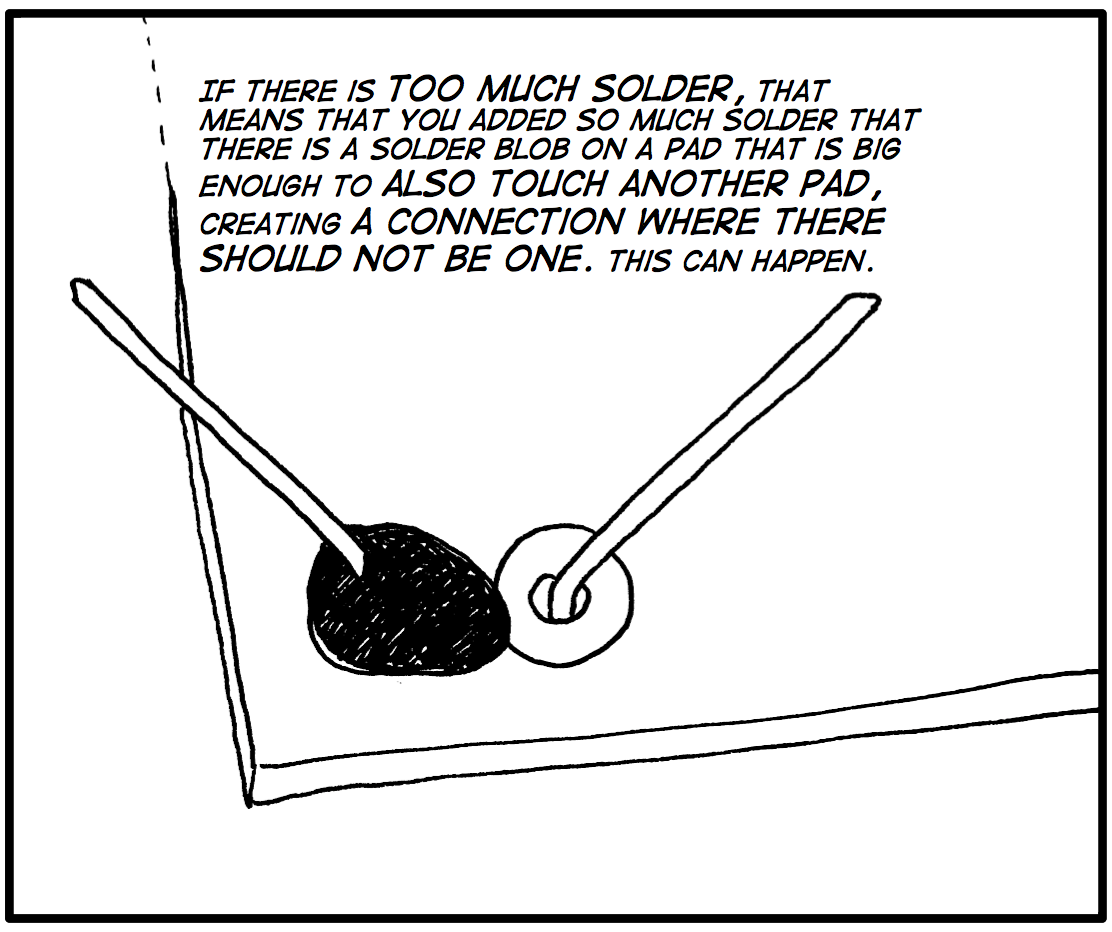 IF THERE IS TOO MUCH SOLDER, THAT
MEANS THAT YOU ADDED SO MUCH SOLDER THAT
THERE IS A SOLDER BLOB ON A PAD THAT IS BIG
ENOUGH TO ALSO TOUCH ANOTHER PAD,
CREATING A CONNECTION WHERE THERE
SHOULD NOT BE ONE. THIS CAN HAPPEN.